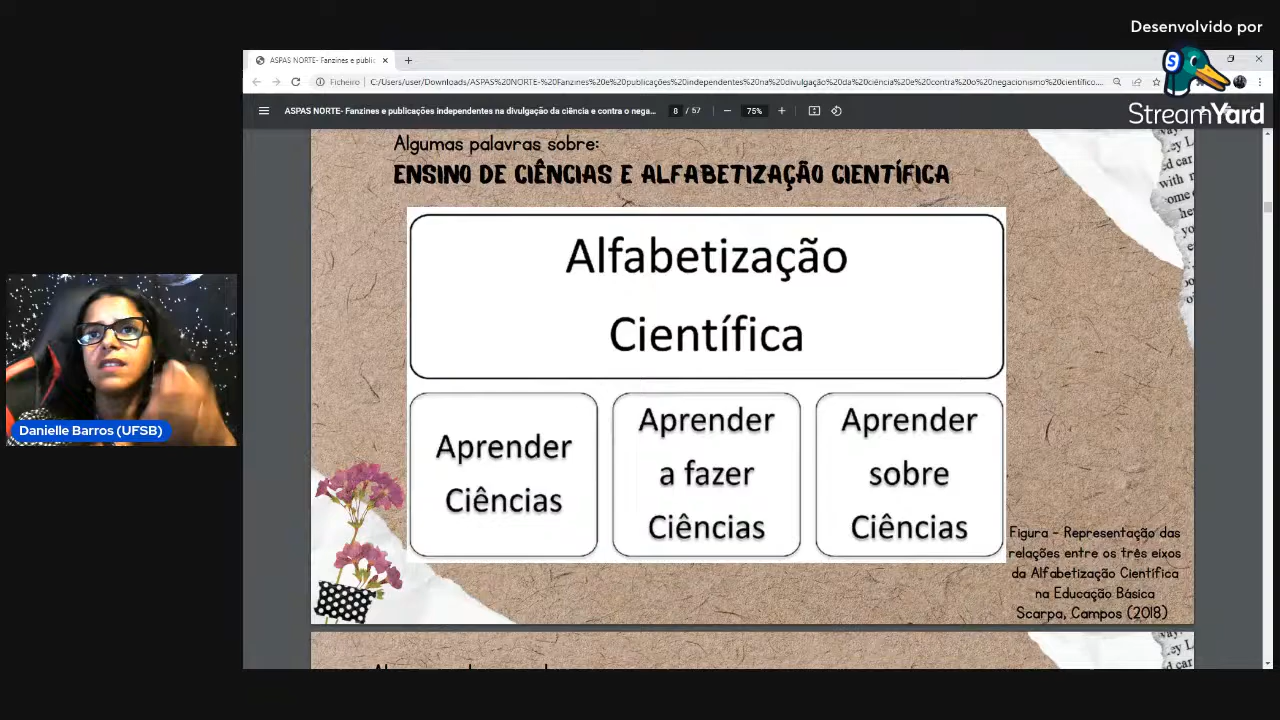 Desenvolvido por
StreamYard
ASPAS NORTE- Fanzines e public
Ficheiro
C:/Users/user/Downloads/ASPAS%20NORTE-%20Fanzines%20e%20publicações%20independentes%20na%20divulgação%20da%20ciência%20e%20contra%20o%20negacionismo%20científico....
ASPAS NORTE- Fanzines e publicações independentes na divulgação da ciência e contra o nega...
8 / 57
75%
Algumas palavras sobre:
ENSINO DE CIÊNCIAS E ALFABETIZAÇÃO CIENTÍFICA
Alfabetização
Científica
Aprender
Ciências
Aprender
a fazer
Ciências
Aprender
sobre
Ciências
Figura - Representação das
relações entre os três eixos
da Alfabetização Científica
na Educação Básica
Scarpa, Campos (2018)
Danielle Barros (UFSB)